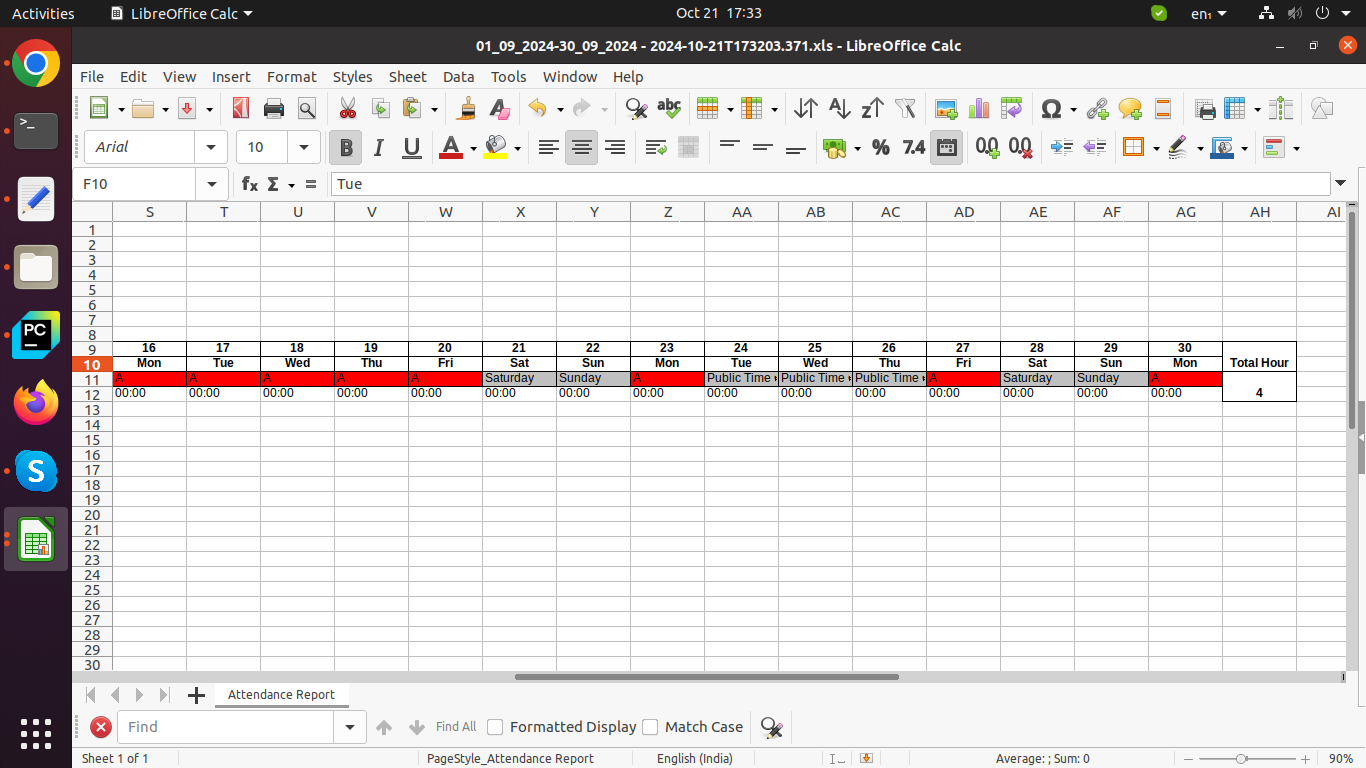 Activities LibreOffice Calc Oct 21 17:33 en₁
01_09_2024-30_09_2024 - 2024-10-21T173203.371.xls - LibreOffice Calc
File Edit View Insert Format Styles Sheet Data Tools Window Help
Arial 10
F10 Tue
S T U V W X Y Z AA AB AC AD AE AF AG AH AI
1
2
3
4
5
6
7
8
9 16 17 18 19 20 21 22 23 24 25 26 27 28 29 30
10 Mon Tue Wed Thu Fri Sat Sun Mon Tue Wed Thu Fri Sat Sun Mon Total Hour
11 A A A A A Saturday Sunday A Public Time Public Time Public Time A Saturday Sunday A
12 00:00 00:00 00:00 00:00 00:00 00:00 00:00 00:00 00:00 00:00 00:00 00:00 00:00 00:00 00:00 4
13
14
15
16
17
18
19
20
21
22
23
24
25
26
27
28
29
30
Attendance Report
Find Find All Formatted Display Match Case
Sheet 1 of 1 PageStyle_Attendance Report English (India) Average: ; Sum: 0 90%